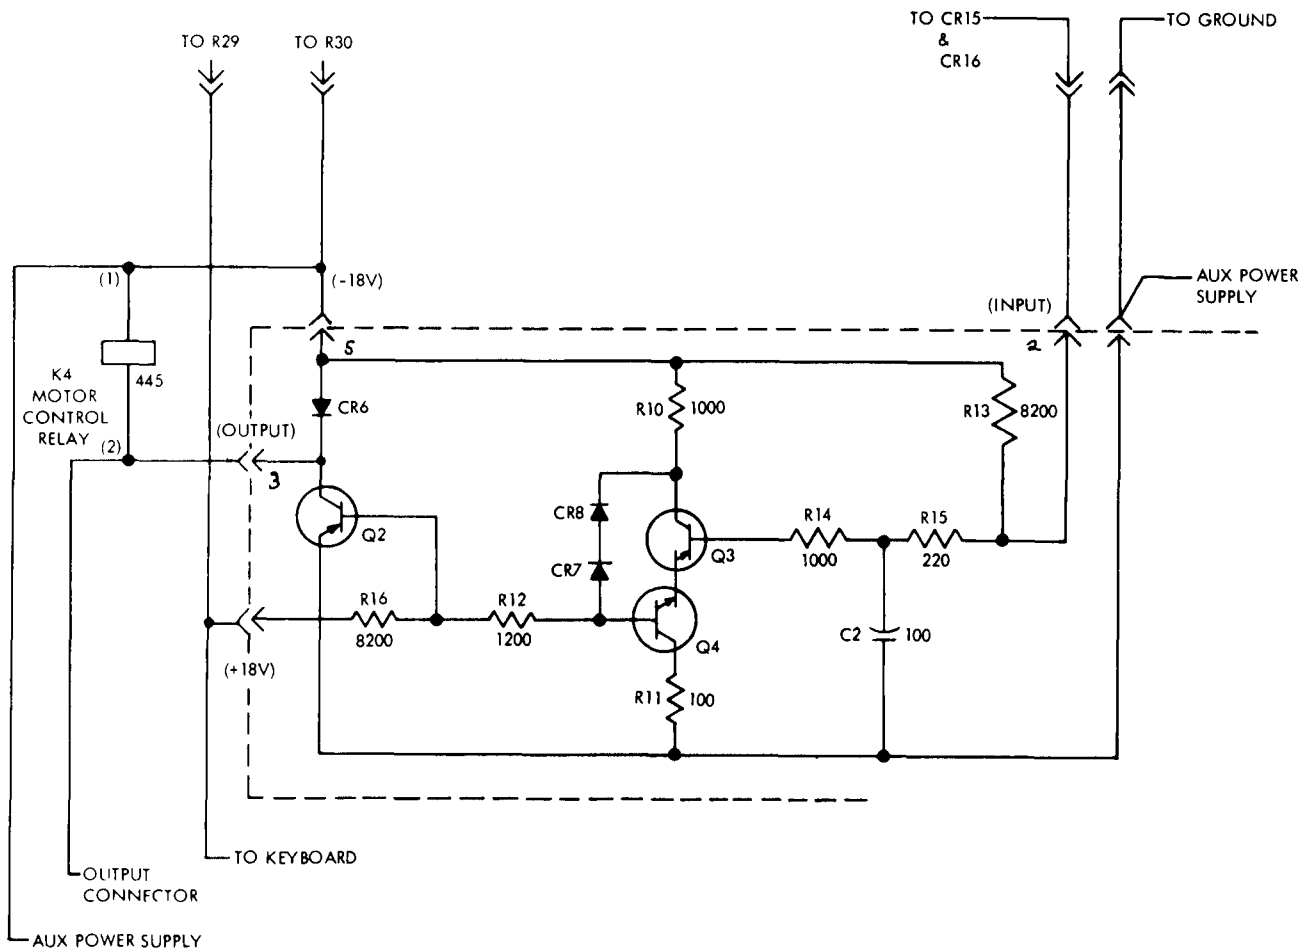 TO R29
TO R30
TO CR15
&
CR16
TO GROUND
(1)
(-18V)
(INPUT)
AUX POWER
SUPPLY
5
2
K4
MOTOR
CONTROL
RELAY
445
CR6
R10
1000
R13
8200
(OUTPUT)
(2)
3
Q2
CR8
CR7
Q3
R14
1000
R15
220
R16
8200
R12
1200
Q4
C2
100
(+18V)
R11
100
TO KEYBOARD
OUTPUT
CONNECTOR
AUX POWER SUPPLY